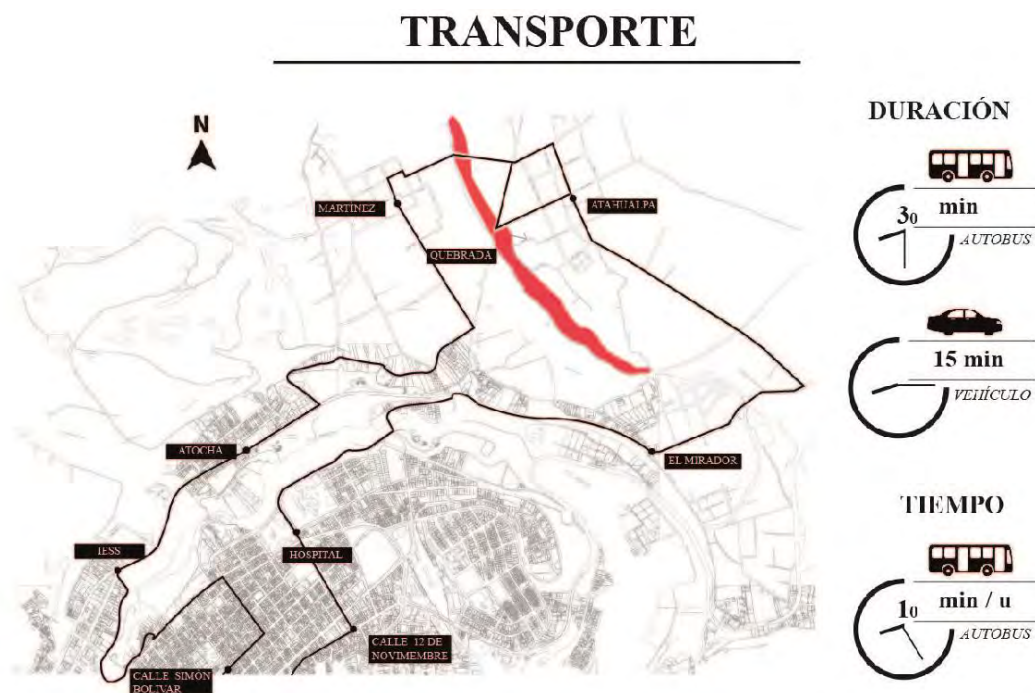 TRANSPORTE
N
MARTÍNEZ
ATAHUALPA
QUEBRADA
ATOCHA
EL MIRADOR
IESS
HOSPITAL
CALLE 12 DE
NOVIMEMBRE
CALLE SIMÓN
BOLIVAR
DURACIÓN
30 min
AUTOBUS
15 min
VEHÍCULO
TIEMPO
10 min / u
AUTOBUS